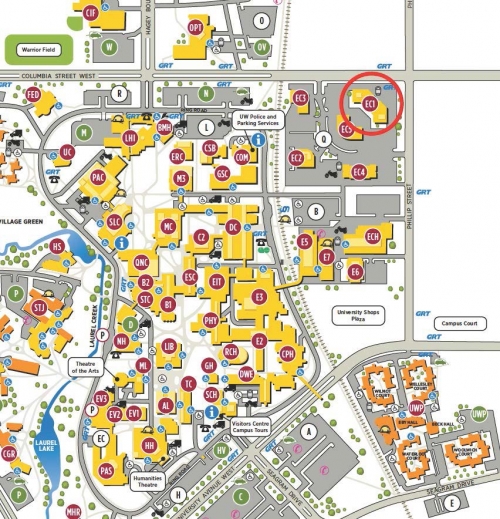 CIF
HAGEY BOU
OPT
O
OV
W
Warrior Field
GRT
COLUMBIA STREET WEST
GRT
GRT
FED
R
N
RING ROAD
BMH
LHI
L
UW Police and
Parking Services
EC3
EC1
EC5
Q
M
UC
ERC
CSB
COM
M3
GSC
EC2
EC4
PAC
GRT
GRT
PHILLIP STREET
VILLAGE GREEN
SLC
MC
C2
DC
B
HS
QNC
E5
E7
ECH
E6
B2
ESC
EIT
STC
B1
E3
P
STJ
LAUREL CREEK
D
PHY
University Shops
Plaza
Campus Court
P
NH
LIB
RCH
E2
CPH
Theatre
of the Arts
ML
GH
DWE
GRT
TC
SCH
WILMOT
COURT
WELLESLEY
COURT
EV3
P
EV2
EV1
AL
UWP
UWP
Visitors Centre
Campus Tours
LAUREL
LAKE
EC
HH
A
BECK HALL
WATERLOO
COURT
WOOLWICH
COURT
CGR
PAS
GRT
HV
Humanities
Theatre
GRT
P
H
C
UNIVERSITY AVENUE WEST
SEAGRAM DRIVE
SEAGRAM DRIVE
E
MHR